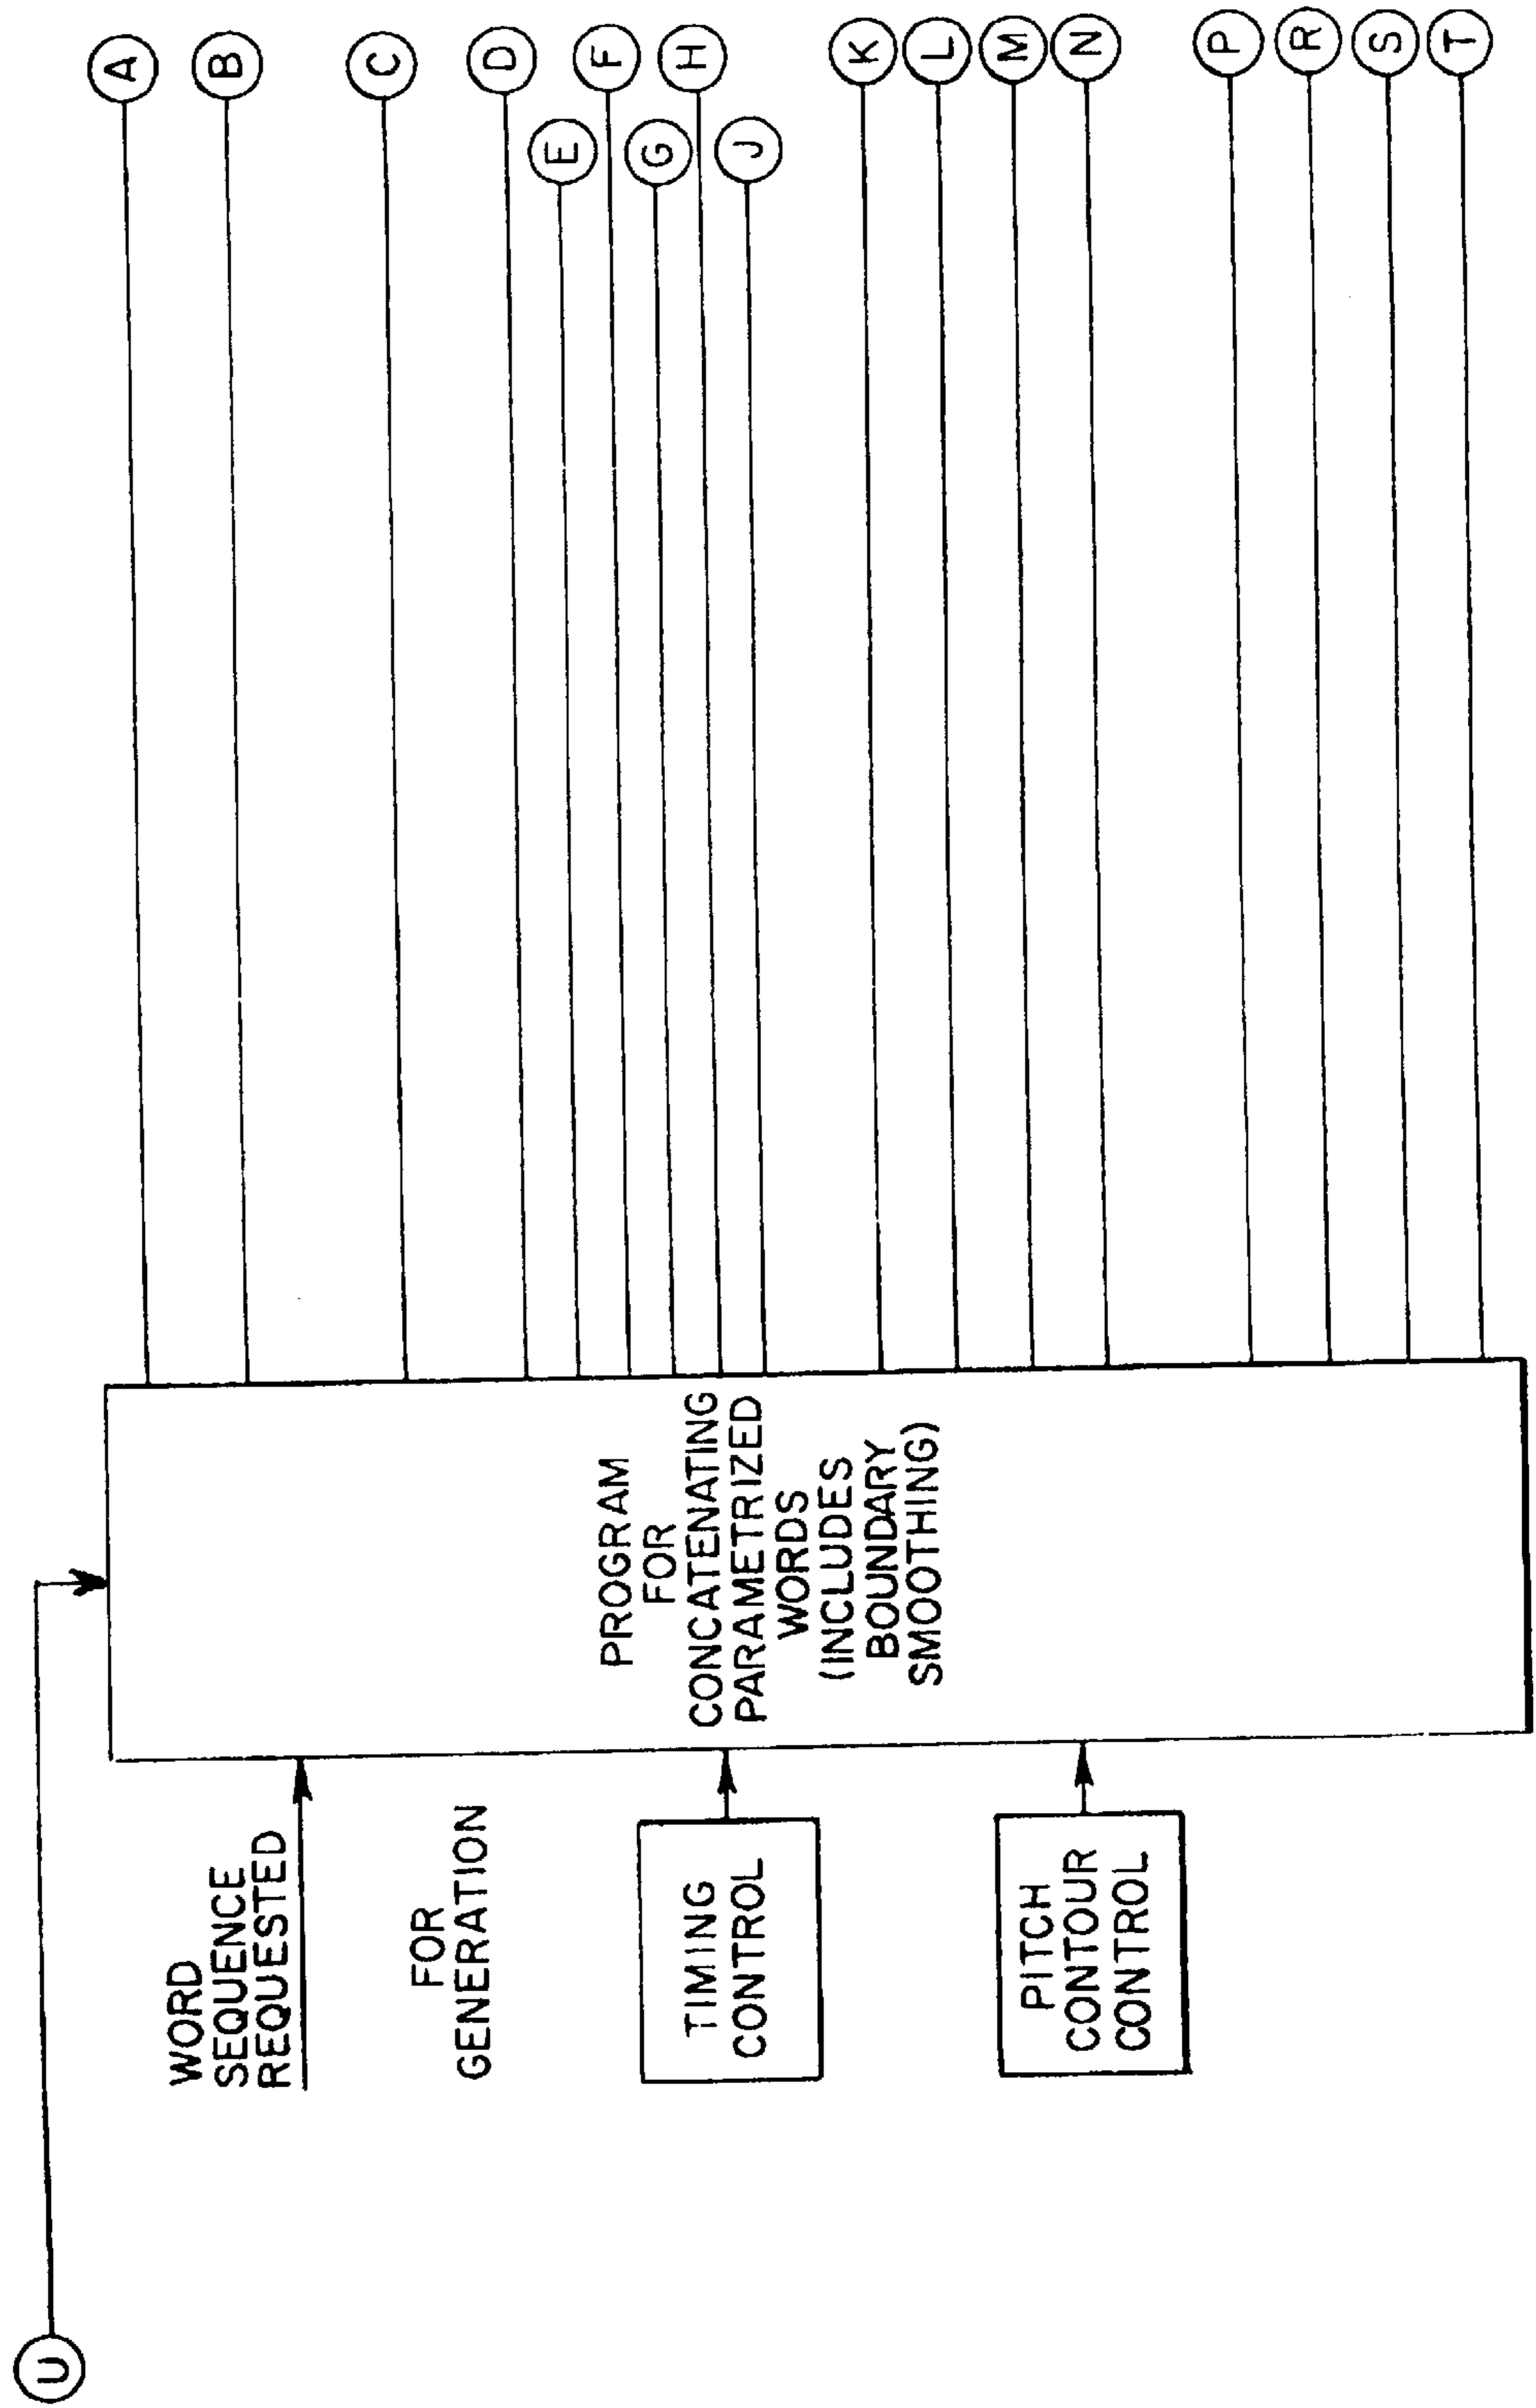 U
WORD
SEQUENCE
REQUESTED
FOR
GENERATION
TIMING
CONTROL
PITCH
CONTOUR
CONTROL
PROGRAM
FOR
CONCATENATING
PARAMETRIZED
WORDS
(INCLUDES
BOUNDARY
SMOOTHING)
A
B
C
D
E
F
G
H
J
K
L
M
N
P
R
S
T